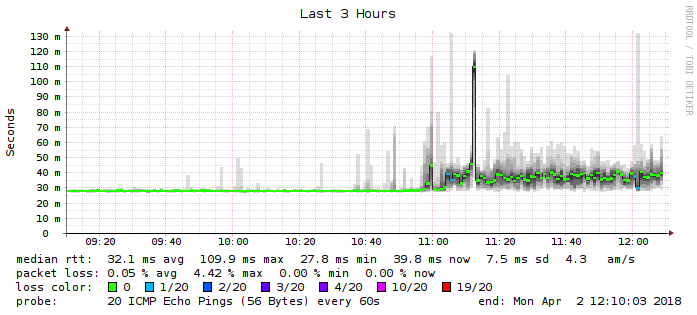 Last 3 Hours
RRDTOOL / TOBI OETIKER
Seconds
130 m
120 m
110 m
100 m
90 m
80 m
70 m
60 m
50 m
40 m
30 m
20 m
10 m
0
09:20 09:40 10:00 10:20 10:40 11:00 11:20 11:40 12:00
median rtt: 32.1 ms avg 109.9 ms max 27.8 ms min 39.8 ms now 7.5 ms sd 4.3 am/s
packet loss: 0.05 % avg 4.42 % max 0.00 % min 0.00 % now
loss color: 0 1/20 2/20 3/20 4/20 10/20 19/20
probe: 20 ICMP Echo Pings (56 Bytes) every 60s end: Mon Apr 2 12:10:03 2018